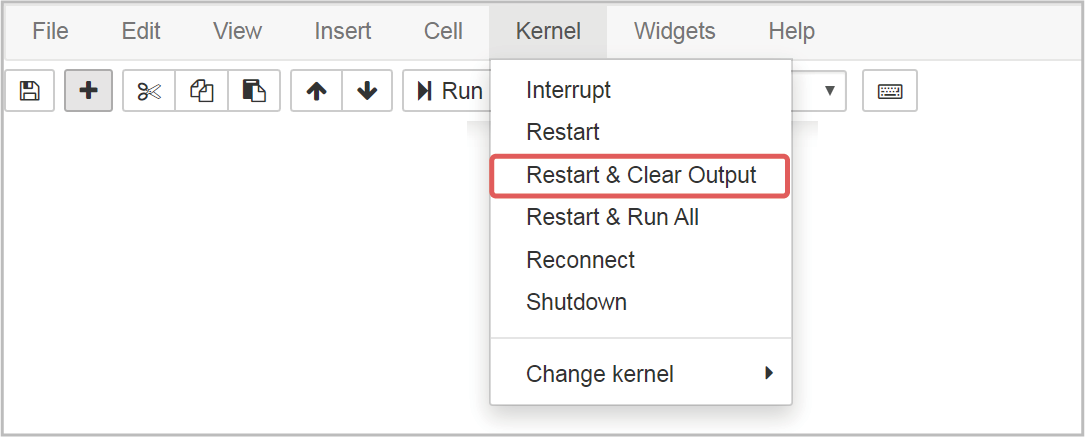 File Edit View Insert Cell Kernel Widgets Help
Run
Interrupt
Restart
Restart & Clear Output
Restart & Run All
Reconnect
Shutdown
Change kernel